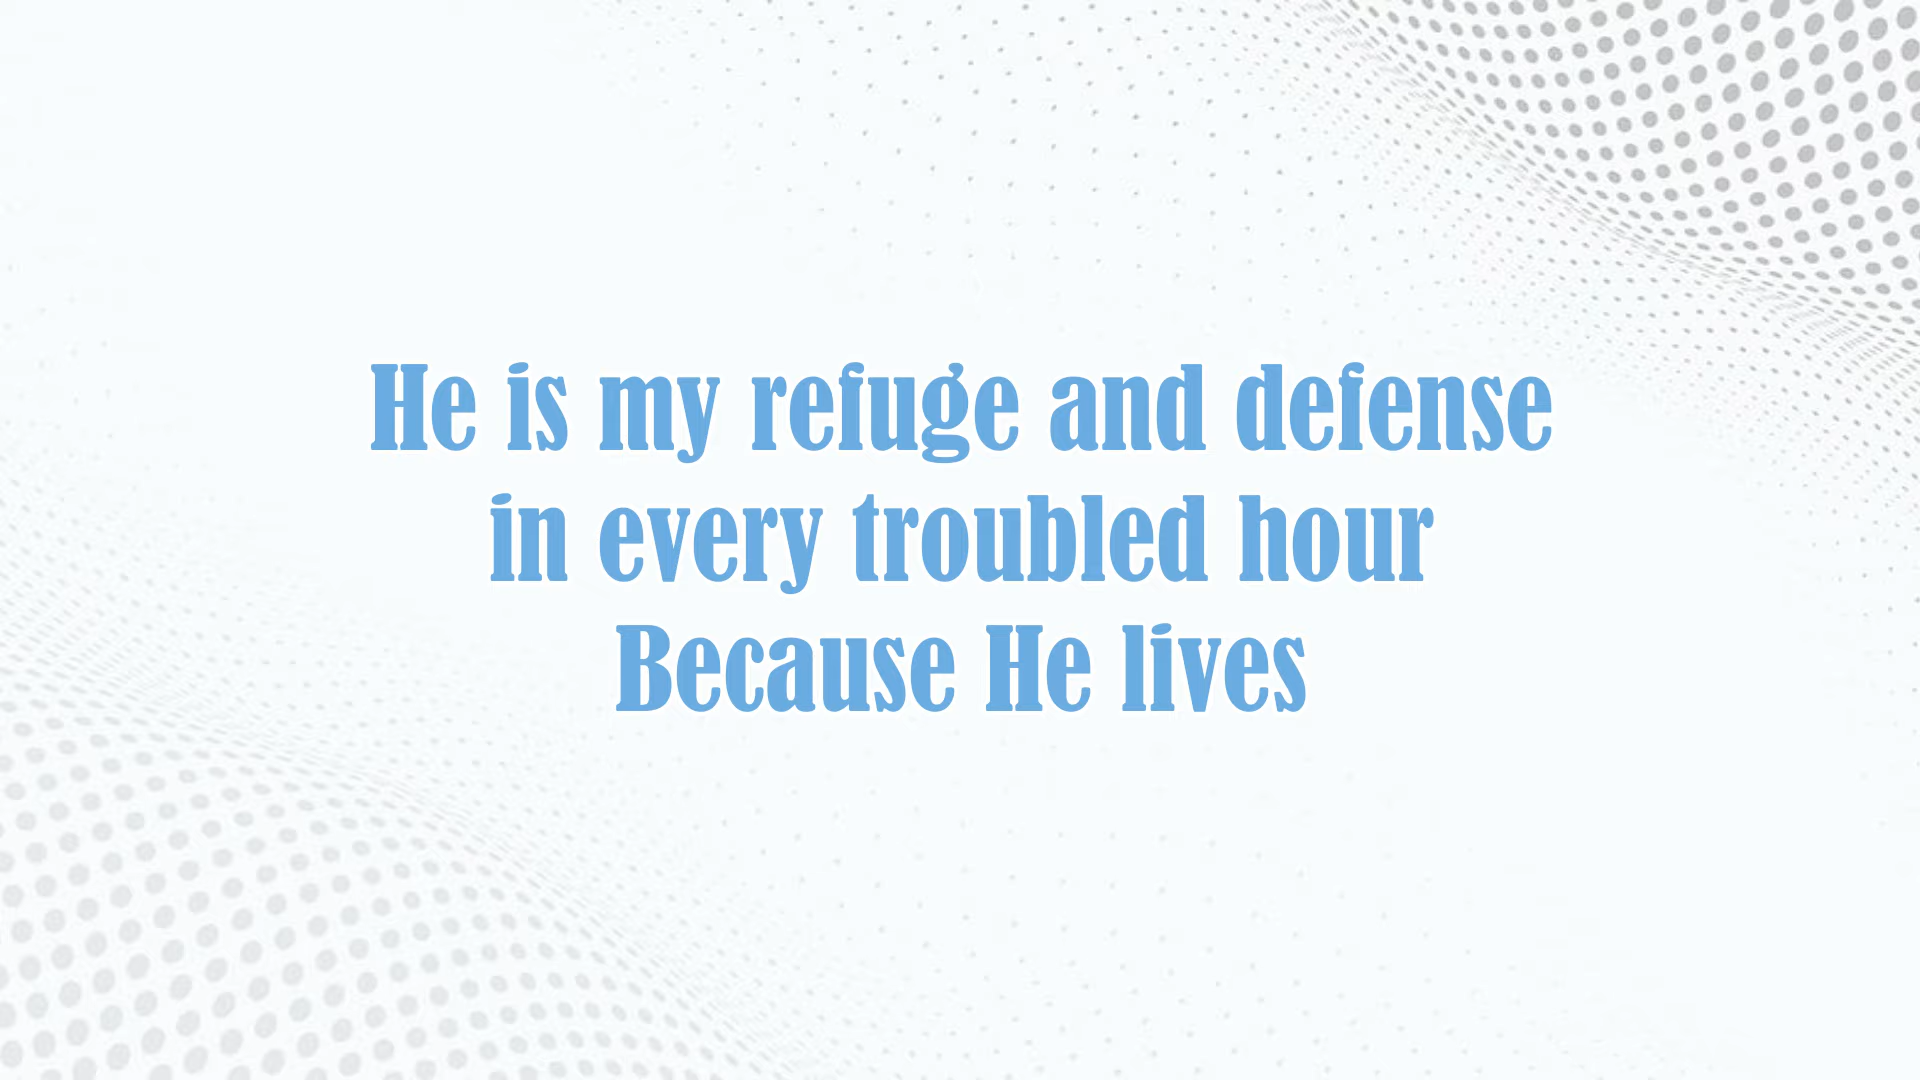 He is my refuge and defense
in every troubled hour
Because He lives